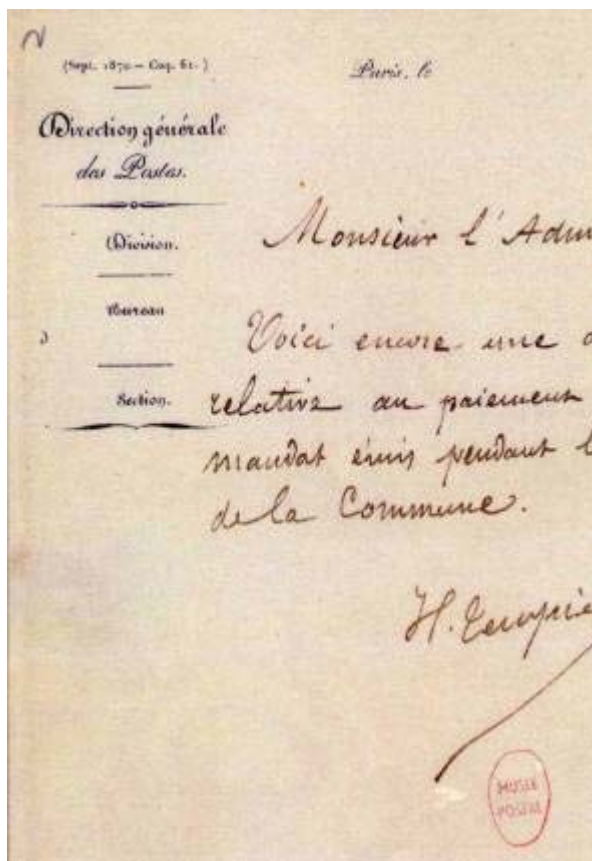 (Sept. 1870 – Caq. 61.)
Paris, le
Direction générale
des Postes.
Division.
Monsieur l'Adm
Bureau
Voici encore une
relative au paiement
Section.
mandat émis pendant l
de la Commune.
H.
MUSÉE
POSTAL